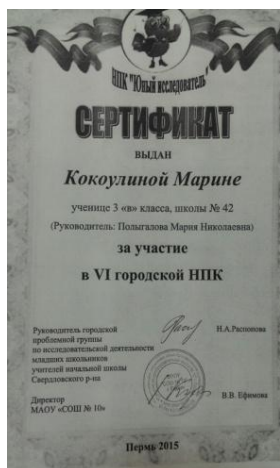 НПК "Юный исследователь"
СЕРТИФИКАТ
ВЫДАН
Кокоулиной Марине
ученице 3 «в» класса, школы № 42
(Руководитель: Полыгалова Мария Николаевна)
за участие
в VI городской НПК
Руководитель городской
проблемной группы
по исследовательской деятельности
младших школьников
учителей начальной школы
Свердловского р-на
Н.А.Распопова
Директор
МАОУ «СОШ № 10»
В.В. Ефимова
Пермь 2015